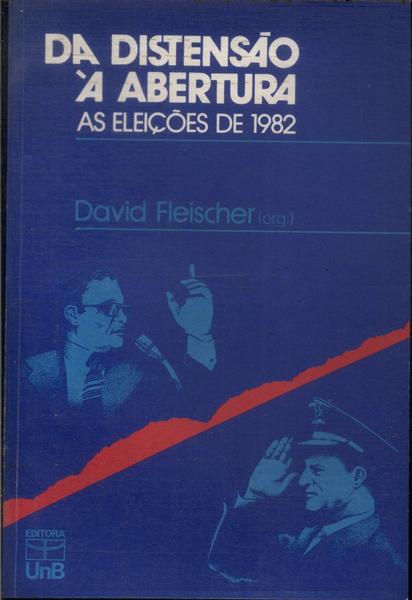 DA DISTENSÃO
À ABERTURA
AS ELEIÇÕES DE 1982
David Fleischer (org.)
EDITORA
UnB